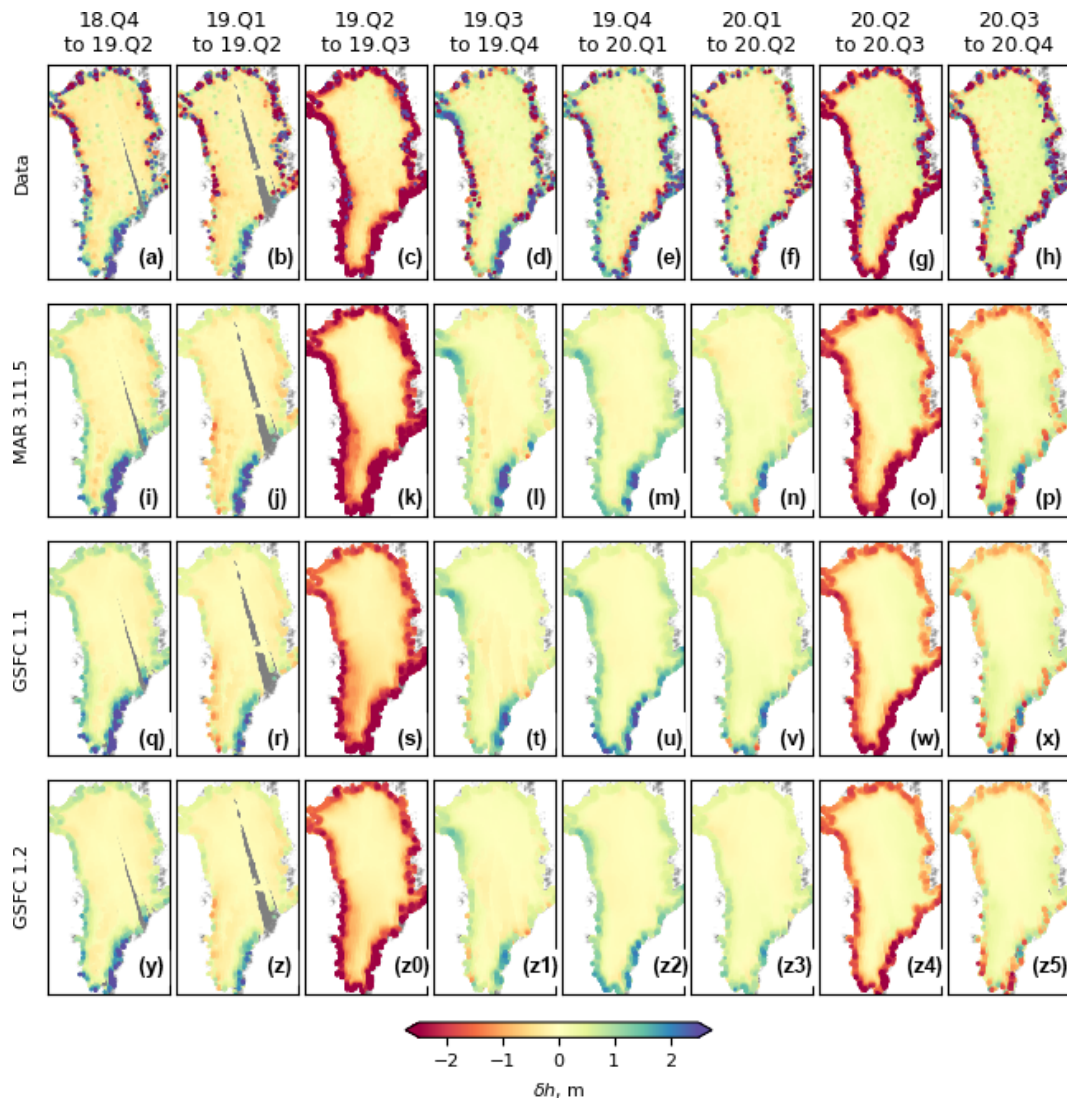 18.Q4 to 19.Q2
19.Q1 to 19.Q2
19.Q2 to 19.Q3
19.Q3 to 19.Q4
19.Q4 to 20.Q1
20.Q1 to 20.Q2
20.Q2 to 20.Q3
20.Q3 to 20.Q4
Data
(a) (b) (c) (d) (e) (f) (g) (h)
MAR 3.11.5
(i) (j) (k) (l) (m) (n) (o) (p)
GSFC 1.1
(q) (r) (s) (t) (u) (v) (w) (x)
GSFC 1.2
(y) (z) (z0) (z1) (z2) (z3) (z4) (z5)
−2 −1 0 1 2
δh, m